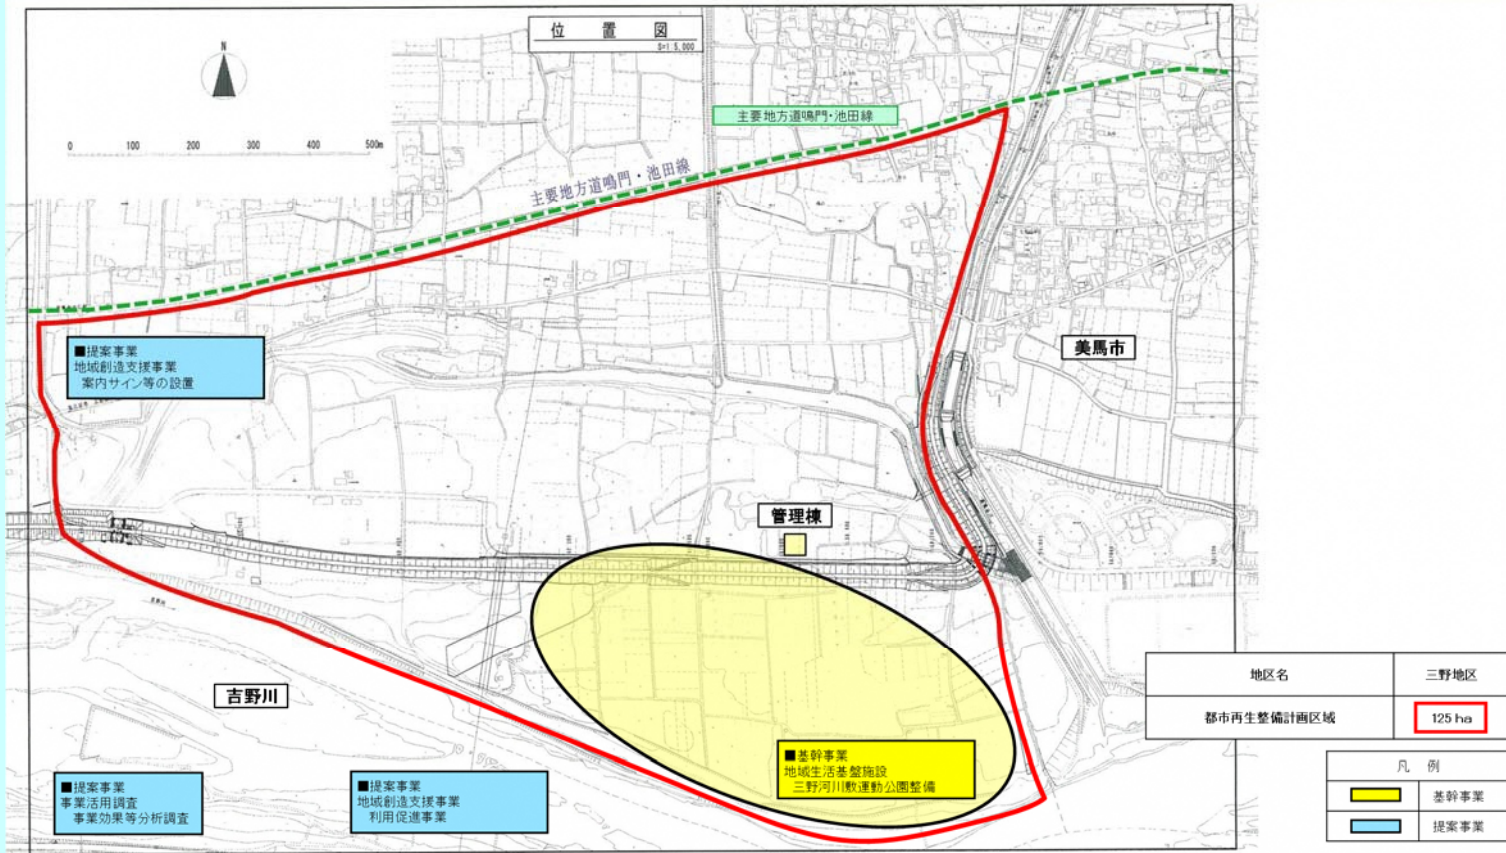 位置図
S=1:5,000
N
0 100 200 300 400 500m
主要地方道鳴門・池田線
主要地方道鳴門・池田線
■提案事業
地域創造支援事業
案内サイン等の設置
美馬市
管理棟
吉野川
■基幹事業
地域生活基盤施設
三野河川敷運動公園整備
■提案事業
事業活用調査
事業効果等分析調査
■提案事業
地域創造支援事業
利用促進事業
地区名 三野地区
都市再生整備計画区域 125 ha
凡例
基幹事業
提案事業